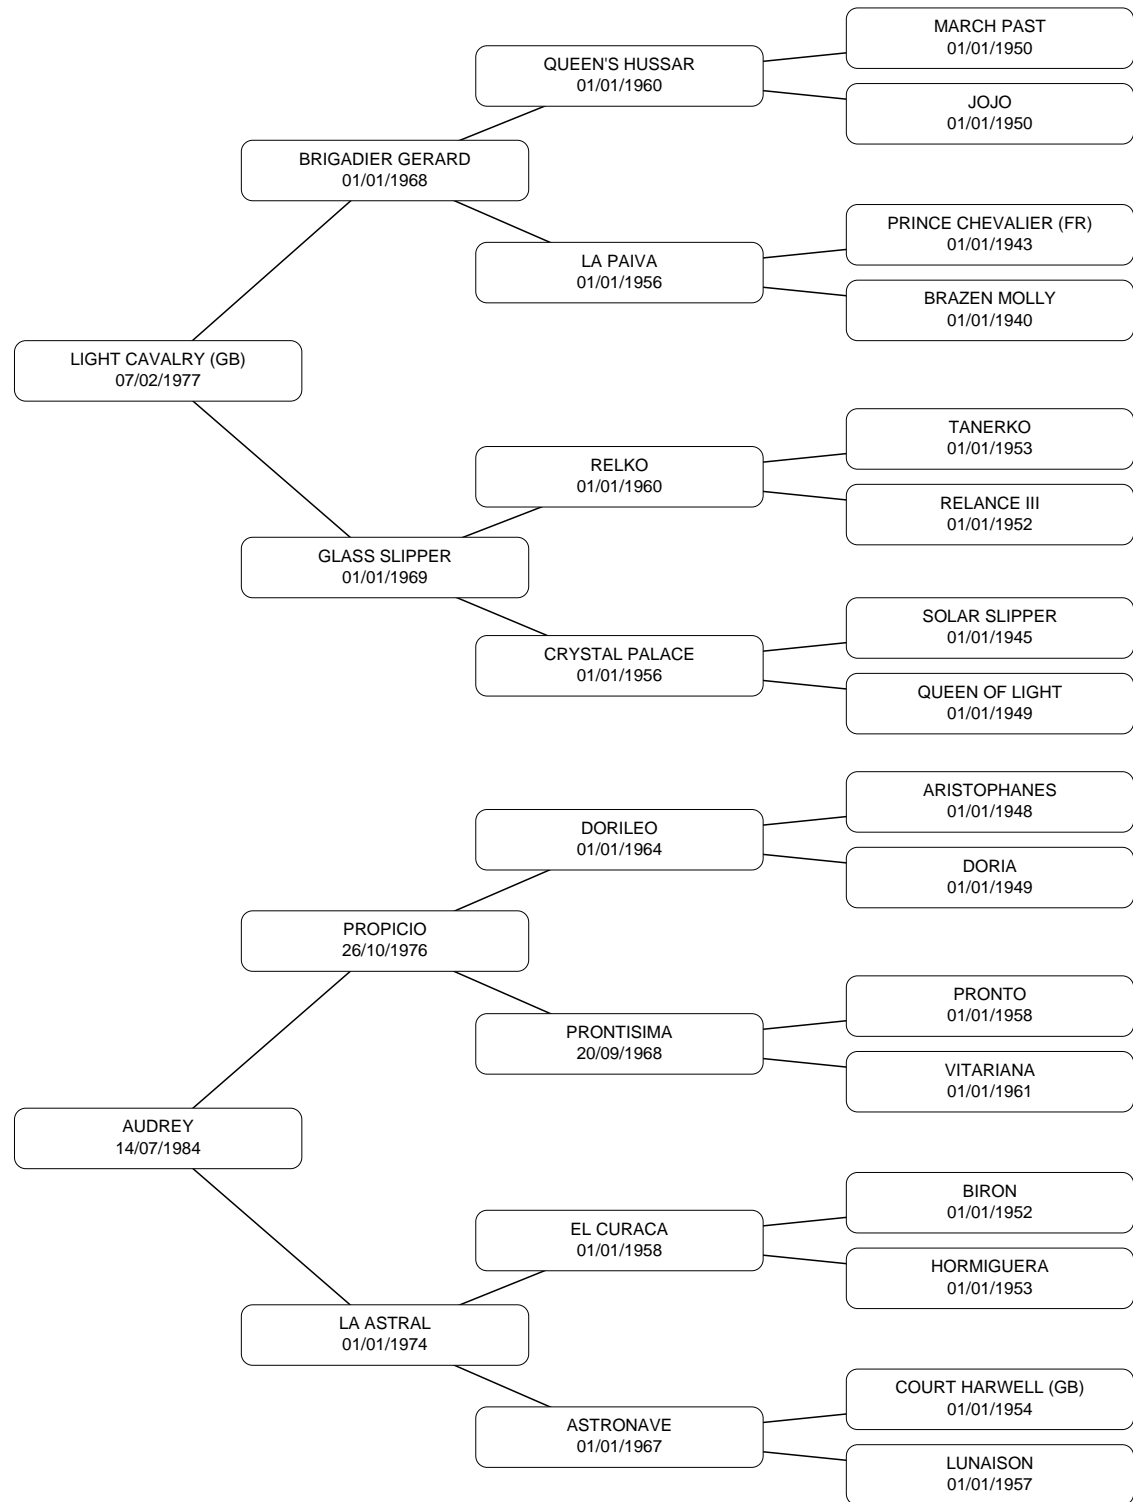 MARCH PAST
01/01/1950
QUEEN'S HUSSAR
01/01/1960
JOJO
01/01/1950
BRIGADIER GERARD
01/01/1968
PRINCE CHEVALIER (FR)
01/01/1943
LA PAIVA
01/01/1956
BRAZEN MOLLY
01/01/1940
LIGHT CAVALRY (GB)
07/02/1977
TANERKO
01/01/1953
RELKO
01/01/1960
RELANCE III
01/01/1952
GLASS SLIPPER
01/01/1969
SOLAR SLIPPER
01/01/1945
CRYSTAL PALACE
01/01/1956
QUEEN OF LIGHT
01/01/1949
ARISTOPHANES
01/01/1948
DORILEO
01/01/1964
DORIA
01/01/1949
PROPICIO
26/10/1976
PRONTO
01/01/1958
PRONTISIMA
20/09/1968
VITARIANA
01/01/1961
AUDREY
14/07/1984
BIRON
01/01/1952
EL CURACA
01/01/1958
HORMIGUERA
01/01/1953
LA ASTRAL
01/01/1974
COURT HARWELL (GB)
01/01/1954
ASTRONAVE
01/01/1967
LUNAISON
01/01/1957